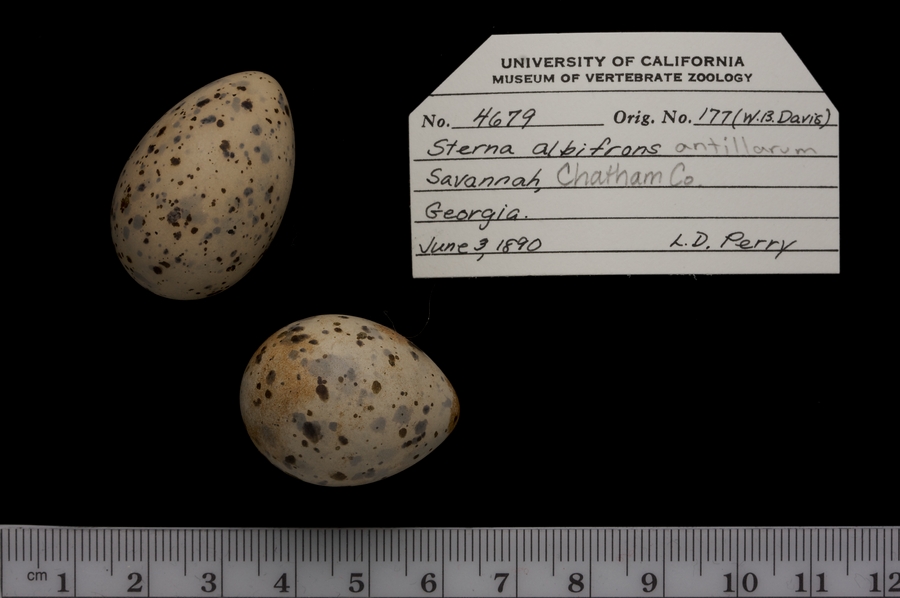 UNIVERSITY OF CALIFORNIA
MUSEUM OF VERTEBRATE ZOOLOGY
No. 4679 Orig. No. 177 (W.B. Davis)
Sterna albifrons antillarum
Savannah, Chatham Co.
Georgia.
June 3, 1890 L.D. Perry
cm 1 2 3 4 5 6 7 8 9 10 11 12